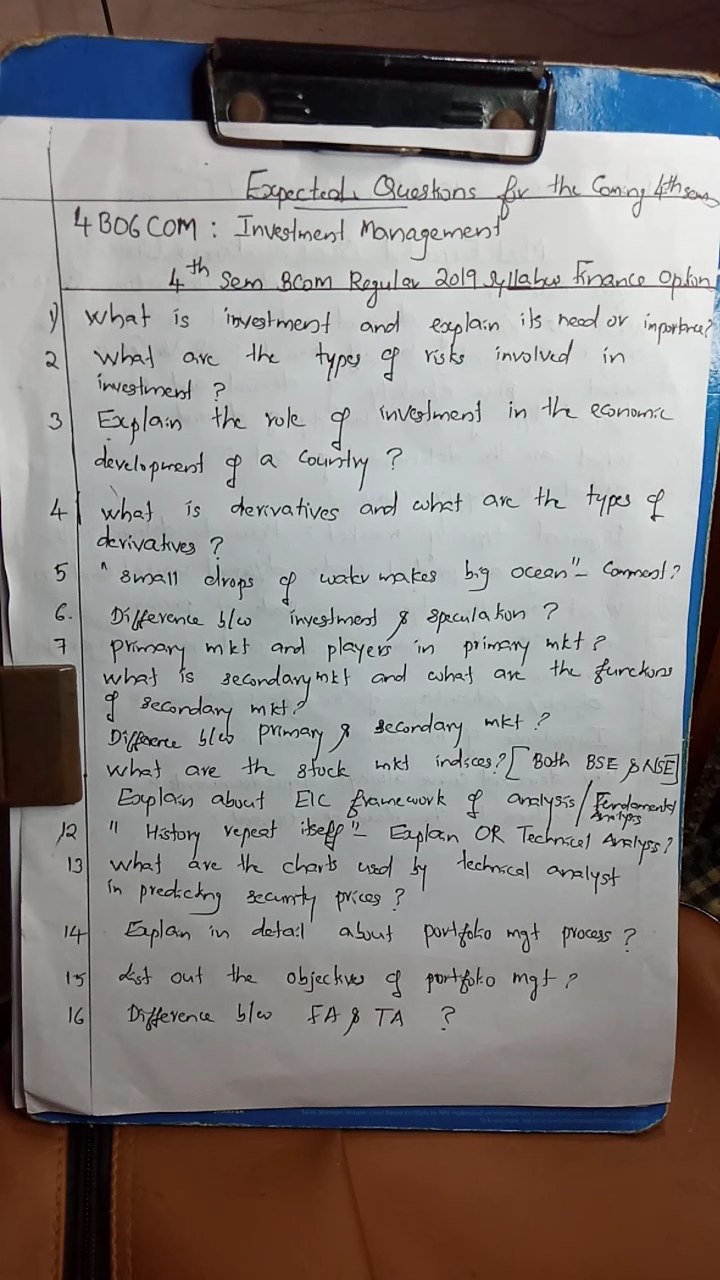 Expected Questions for the Coming 4th sem
4 BO6 COM : Investment Management
4th Sem BCom Regular 2019 Syllabus Finance Option
1) What is investment and explain its need or importance?
2 What are the types of risks involved in
investment ?
3 Explain the role of investment in the economic
development of a Country ?
4 What is derivatives and what are the types of
derivatives ?
5 "Small drops of water makes big ocean" - Comment?
6. Difference b/w investment & speculation ?
7 primary mkt and players in primary mkt ?
what is secondary mkt and what are the functions
of secondary mkt?
Difference b/w primary & secondary mkt ?
What are the stock mkt indices? [Both BSE & NSE]
Explain about EIC framework of analysis / Fundamental
Analysis
12 " History repeat itself" - Explain OR Technical Analysis?
13 What are the charts used by technical analyst
in predicting security prices ?
14 Explain in detail about portfolio mgt process ?
15 List out the objectives of portfolio mgt ?
16 Difference b/w FA & TA ?